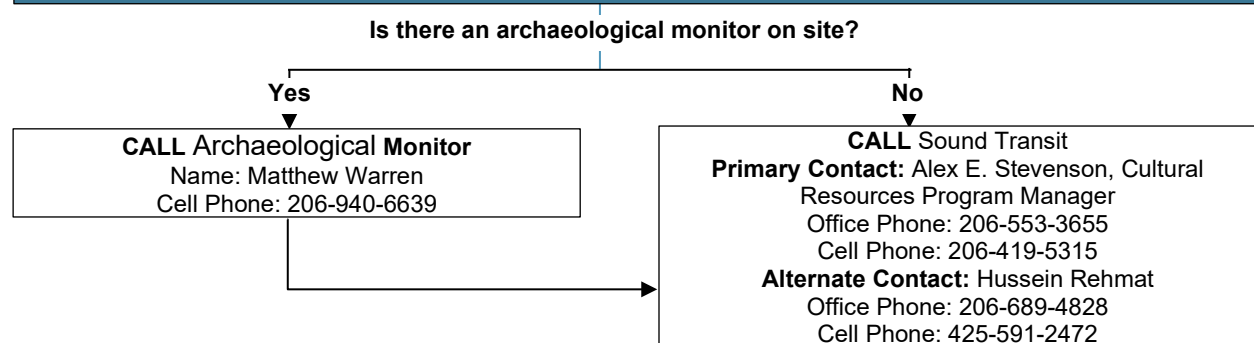 Is there an archaeological monitor on site?
Yes
No
CALL Archaeological Monitor
Name: Matthew Warren
Cell Phone: 206-940-6639
CALL Sound Transit
Primary Contact: Alex E. Stevenson, Cultural
Resources Program Manager
Office Phone: 206-553-3655
Cell Phone: 206-419-5315
Alternate Contact: Hussein Rehmat
Office Phone: 206-689-4828
Cell Phone: 425-591-2472